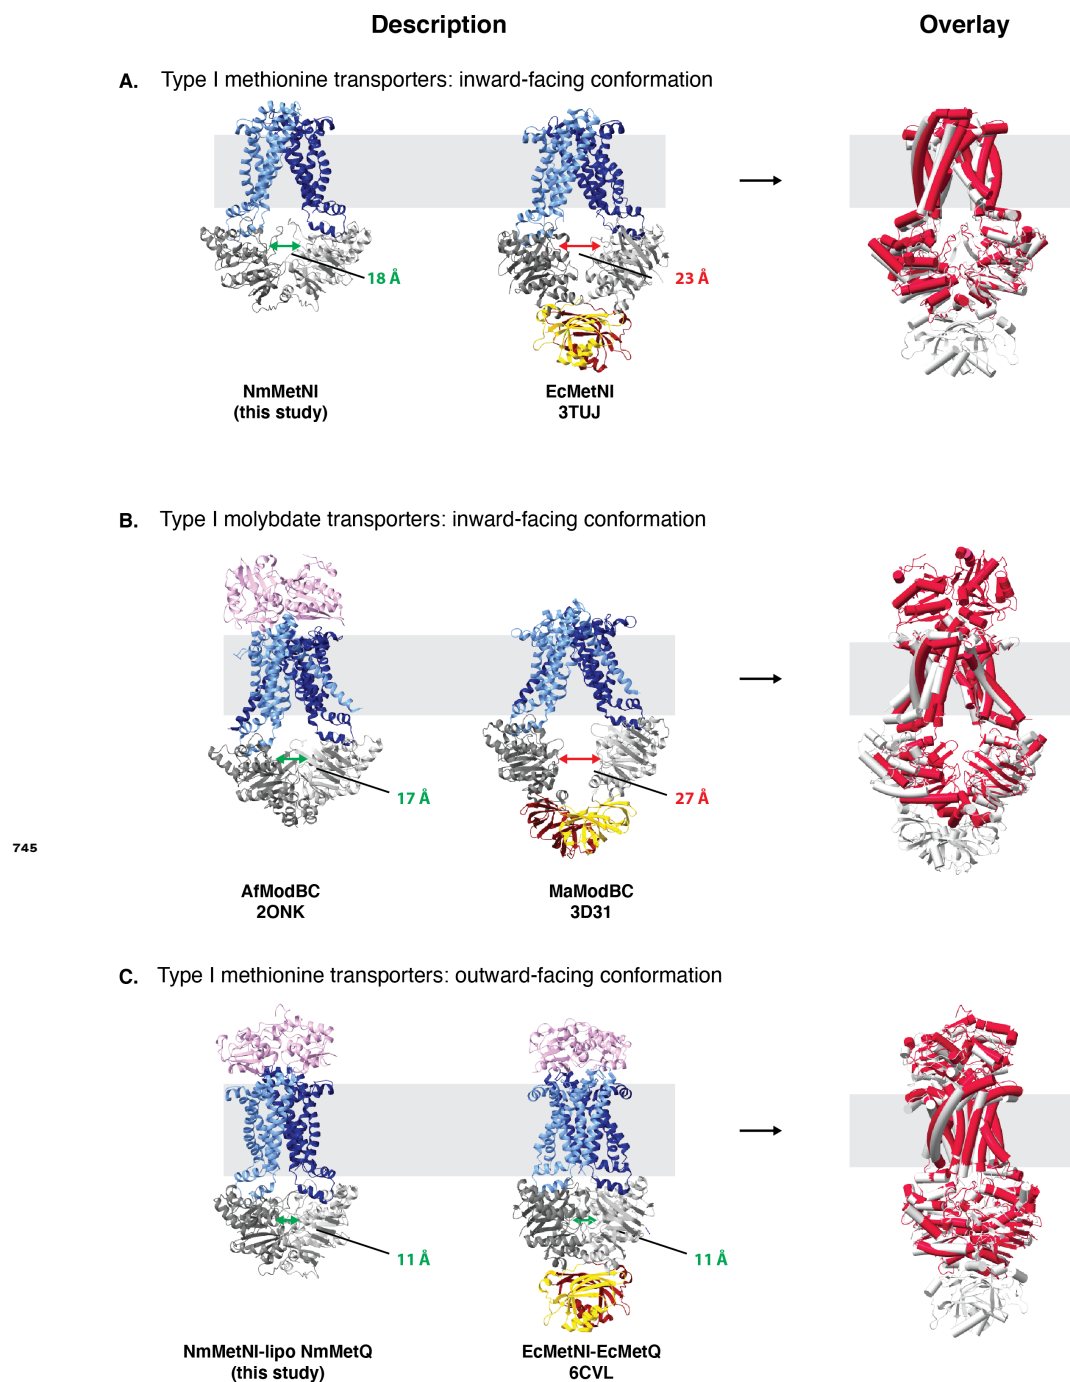 Description
Overlay
A. Type I methionine transporters: inward-facing conformation
18 Å
23 Å
NmMetNI
(this study)
EcMetNI
3TUJ
B. Type I molybdate transporters: inward-facing conformation
17 Å
27 Å
745
AfModBC
2ONK
MaModBC
3D31
C. Type I methionine transporters: outward-facing conformation
11 Å
11 Å
NmMetNI-lipo NmMetQ
(this study)
EcMetNI-EcMetQ
6CVL